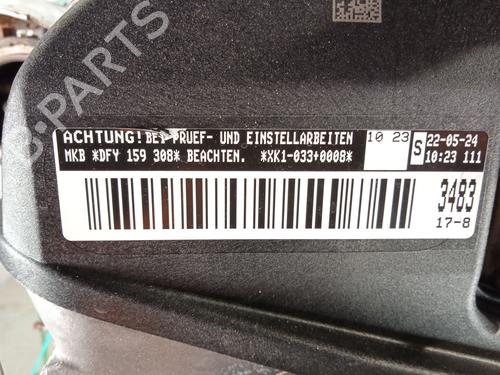 B-PARTS
ACHTUNG! BEI PRUEF- UND EINSTELLARBEITEN
MKB *DFY 159 308* BEACHTEN. *XK1-033+0008*
10 23
S
22-05-24
10:23 111
3483
17-8